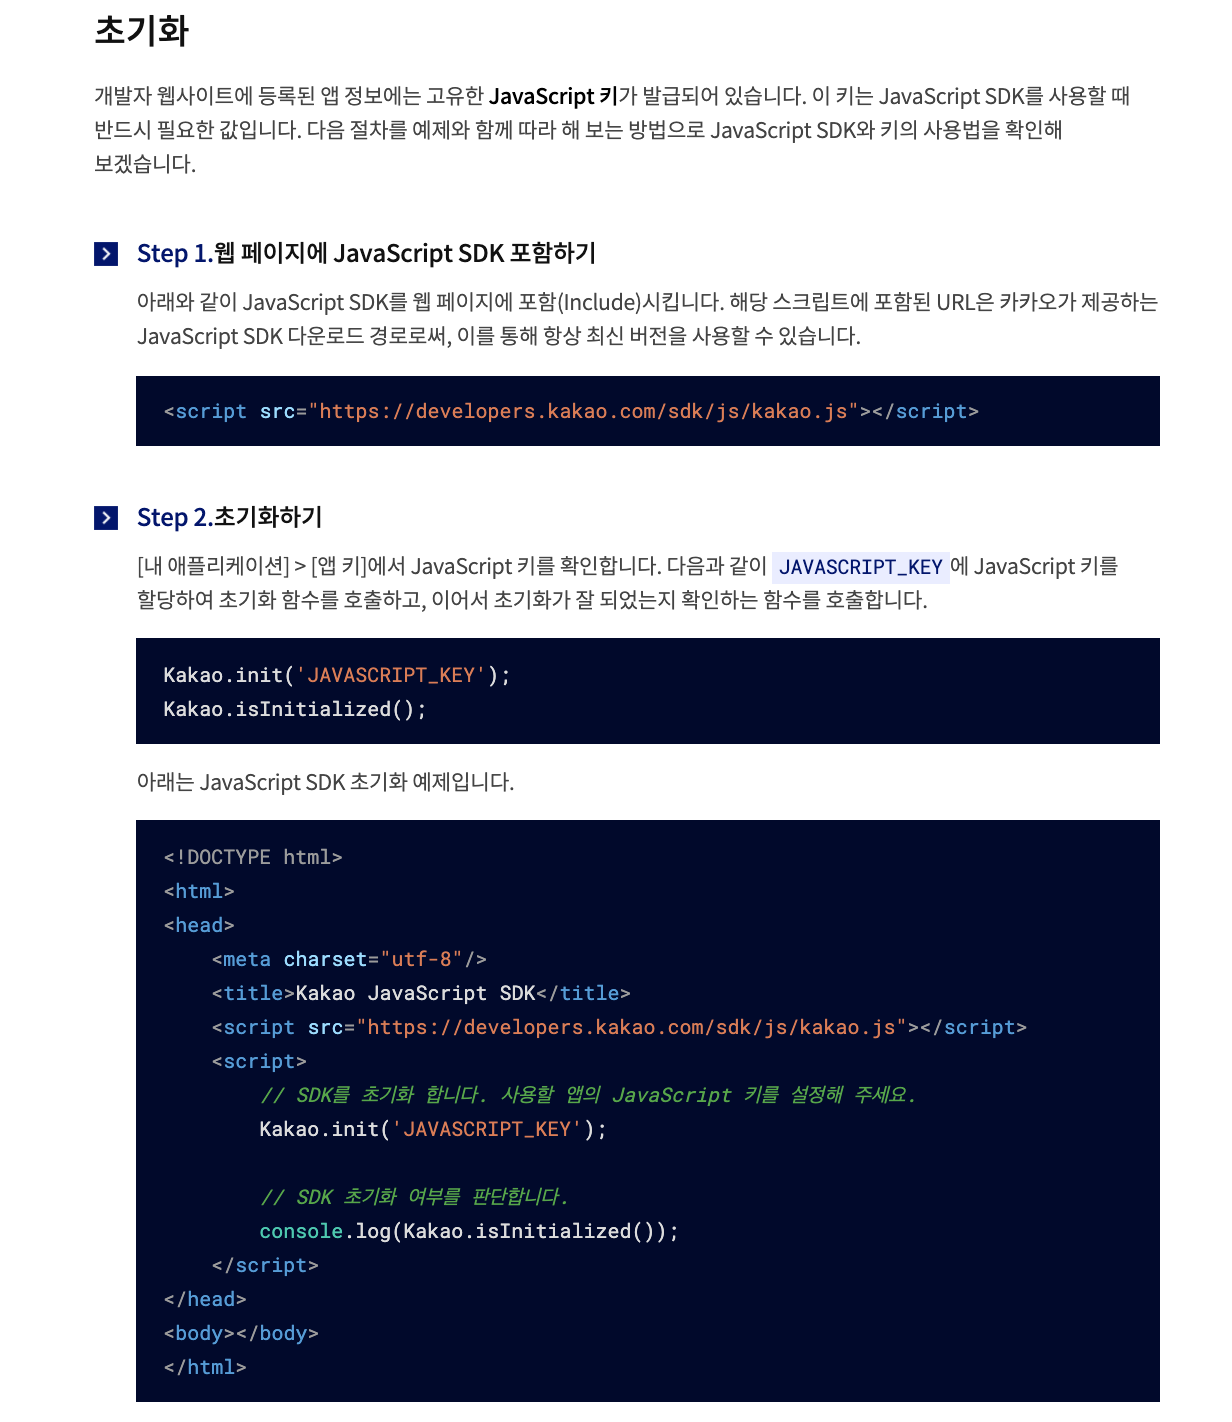 초기화
개발자 웹사이트에 등록된 앱 정보에는 고유한 JavaScript 키가 발급되어 있습니다. 이 키는 JavaScript SDK를 사용할 때
반드시 필요한 값입니다. 다음 절차를 예제와 함께 따라 해 보는 방법으로 JavaScript SDK와 키의 사용법을 확인해
보겠습니다.
Step 1.웹 페이지에 JavaScript SDK 포함하기
아래와 같이 JavaScript SDK를 웹 페이지에 포함(Include)시킵니다. 해당 스크립트에 포함된 URL은 카카오가 제공하는
JavaScript SDK 다운로드 경로로써, 이를 통해 항상 최신 버전을 사용할 수 있습니다.
<script src="https://developers.kakao.com/sdk/js/kakao.js"></script>
Step 2.초기화하기
[내 애플리케이션] > [앱 키]에서 JavaScript 키를 확인합니다. 다음과 같이 JAVASCRIPT_KEY에 JavaScript 키를
할당하여 초기화 함수를 호출하고, 이어서 초기화가 잘 되었는지 확인하는 함수를 호출합니다.
Kakao.init('JAVASCRIPT_KEY');
Kakao.isInitialized();
아래는 JavaScript SDK 초기화 예제입니다.
<!DOCTYPE html>
<html>
<head>
    <meta charset="utf-8"/>
    <title>Kakao JavaScript SDK</title>
    <script src="https://developers.kakao.com/sdk/js/kakao.js"></script>
    <script>
        // SDK를 초기화 합니다. 사용할 앱의 JavaScript 키를 설정해 주세요.
        Kakao.init('JAVASCRIPT_KEY');

        // SDK 초기화 여부를 판단합니다.
        console.log(Kakao.isInitialized());
    </script>
</head>
<body></body>
</html>